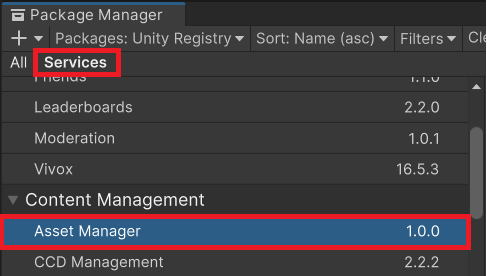 Package Manager
+ Packages: Unity Registry Sort: Name (asc) Filters Cle
All Services
Friends 1.1.0
Leaderboards 2.2.0
Moderation 1.0.1
Vivox 16.5.3
Content Management
Asset Manager 1.0.0
CCD Management 2.2.2